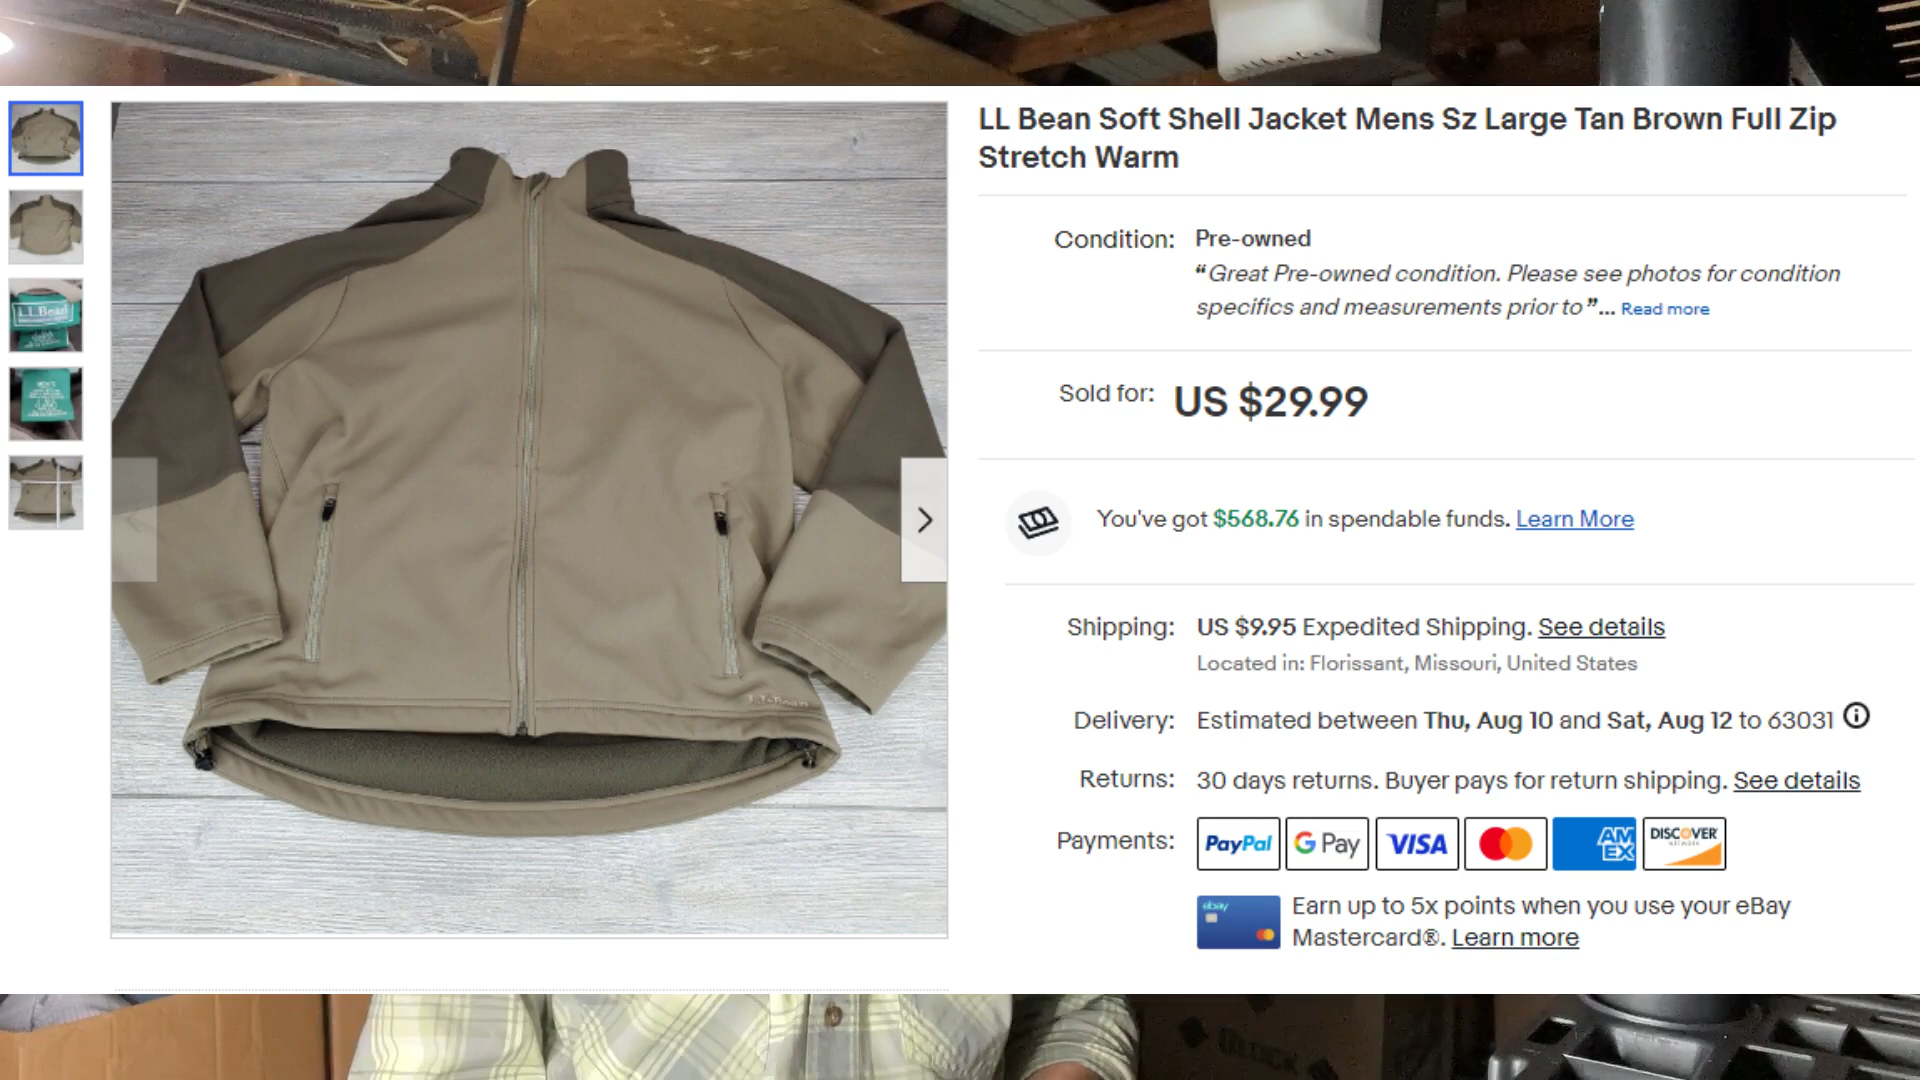 LL Bean Soft Shell Jacket Mens Sz Large Tan Brown Full Zip
Stretch Warm
Condition: Pre-owned
“Great Pre-owned condition. Please see photos for condition
specifics and measurements prior to”... Read more
Sold for: US $29.99
You've got $568.76 in spendable funds. Learn More
Shipping: US $9.95 Expedited Shipping. See details
Located in: Florissant, Missouri, United States
Delivery: Estimated between Thu, Aug 10 and Sat, Aug 12 to 63031
Returns: 30 days returns. Buyer pays for return shipping. See details
Payments: PayPal G Pay VISA AM EX DISCOVER NETWORK
ebay
Earn up to 5x points when you use your eBay
Mastercard®. Learn more
L.L.Bean
L.L.Bean
MEN'S